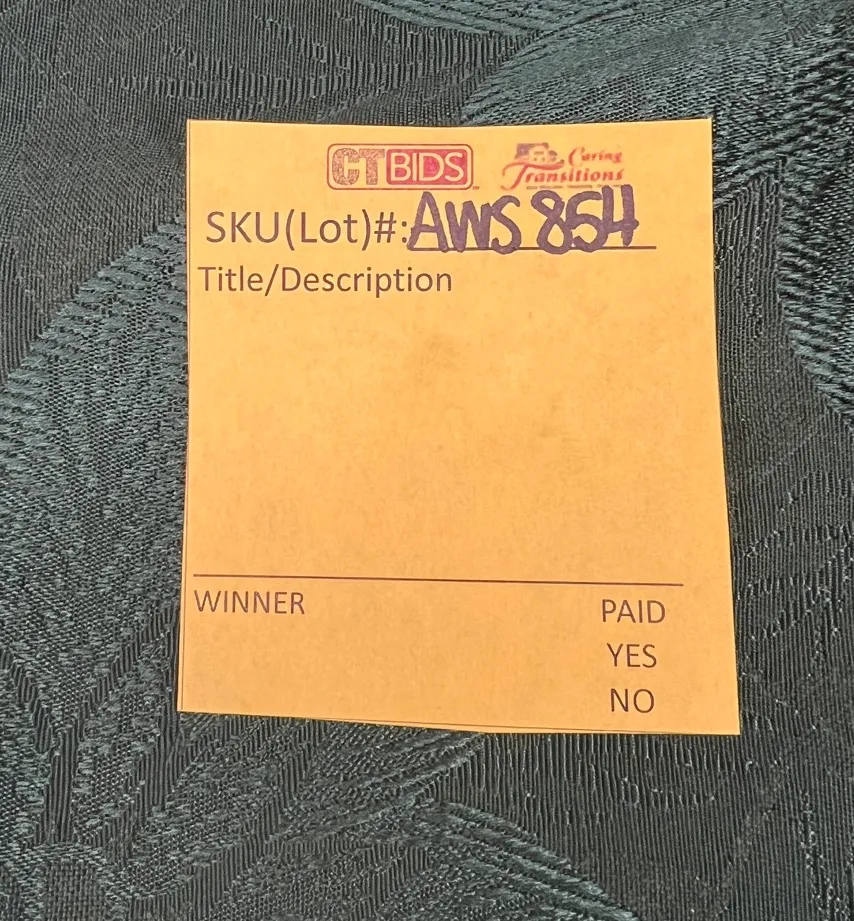 CTBIDS Caring
Transitions
SKU(Lot)#: AWS 854
Title/Description
WINNER PAID
YES
NO